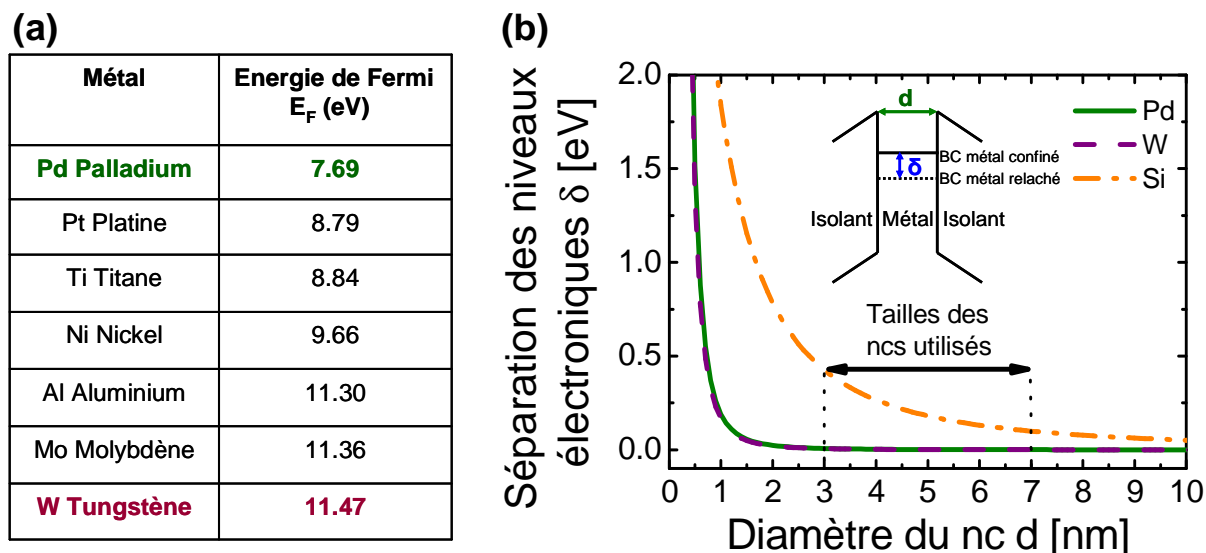 (a)
Métal
Energie de Fermi
E_F (eV)
Pd Palladium
7.69
Pt Platine
8.79
Ti Titane
8.84
Ni Nickel
9.66
Al Aluminium
11.30
Mo Molybdène
11.36
W Tungstène
11.47
(b)
Séparation des niveaux
électroniques δ [eV]
2.0
1.5
1.0
0.5
0.0
d
Pd
W
Si
BC métal confiné
δ
BC métal relaché
Isolant
Métal
Isolant
Tailles des
ncs utilisés
0 1 2 3 4 5 6 7 8 9 10
Diamètre du nc d [nm]